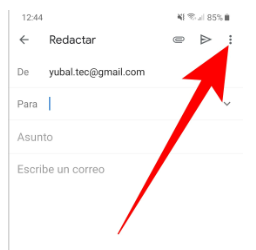 12:44
85%
Redactar
De yubal.tec@gmail.com
Para
Asunto
Escribe un correo